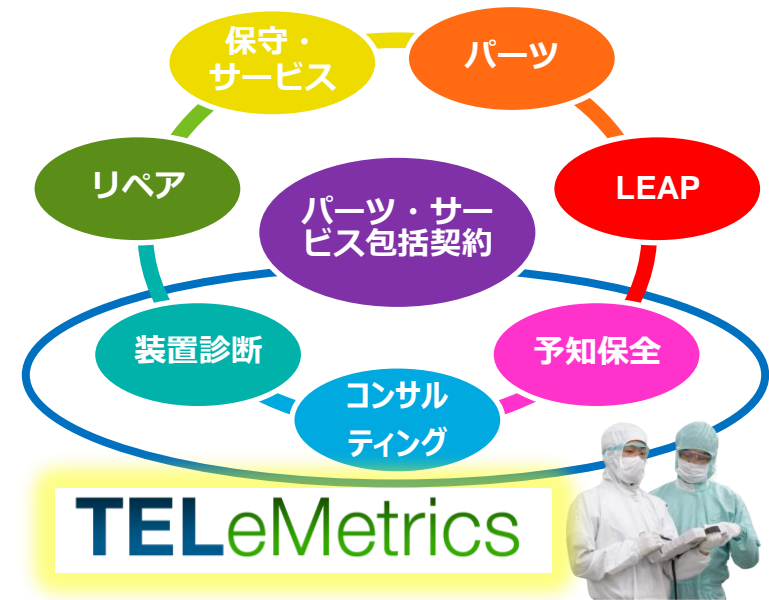 保守・
サービス
パーツ
リペア
LEAP
パーツ・サー
ビス包括契約
装置診断
予知保全
コンサル
ティング
TELeMetrics